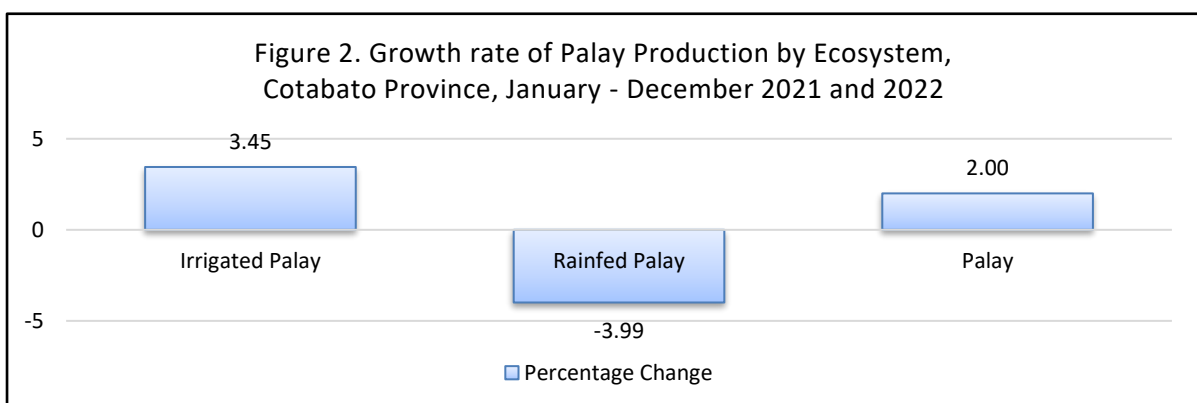 Figure 2. Growth rate of Palay Production by Ecosystem,
Cotabato Province, January - December 2021 and 2022
5
3.45
2.00
0
Irrigated Palay
Rainfed Palay
Palay
-5
-3.99
Percentage Change